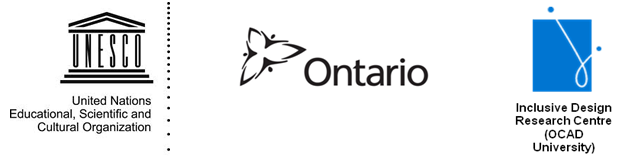 UNESCO
United Nations
Educational, Scientific and
Cultural Organization
Ontario
Inclusive Design
Research Centre
(OCAD
University)